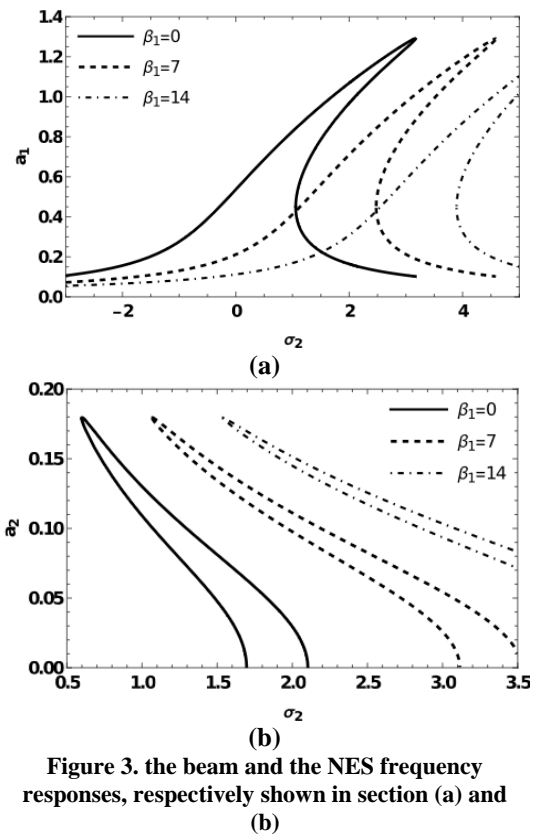 1.4
1.2
1.0
0.8
0.6
0.4
0.2
0.0
a₁
β₁=0
β₁=7
β₁=14
−2
0
2
4
σ₂
(a)
0.20
0.15
0.10
0.05
0.00
a₂
β₁=0
β₁=7
β₁=14
0.5
1.0
1.5
2.0
2.5
3.0
3.5
σ₂
(b)
Figure 3. the beam and the NES frequency
responses, respectively shown in section (a) and
(b)